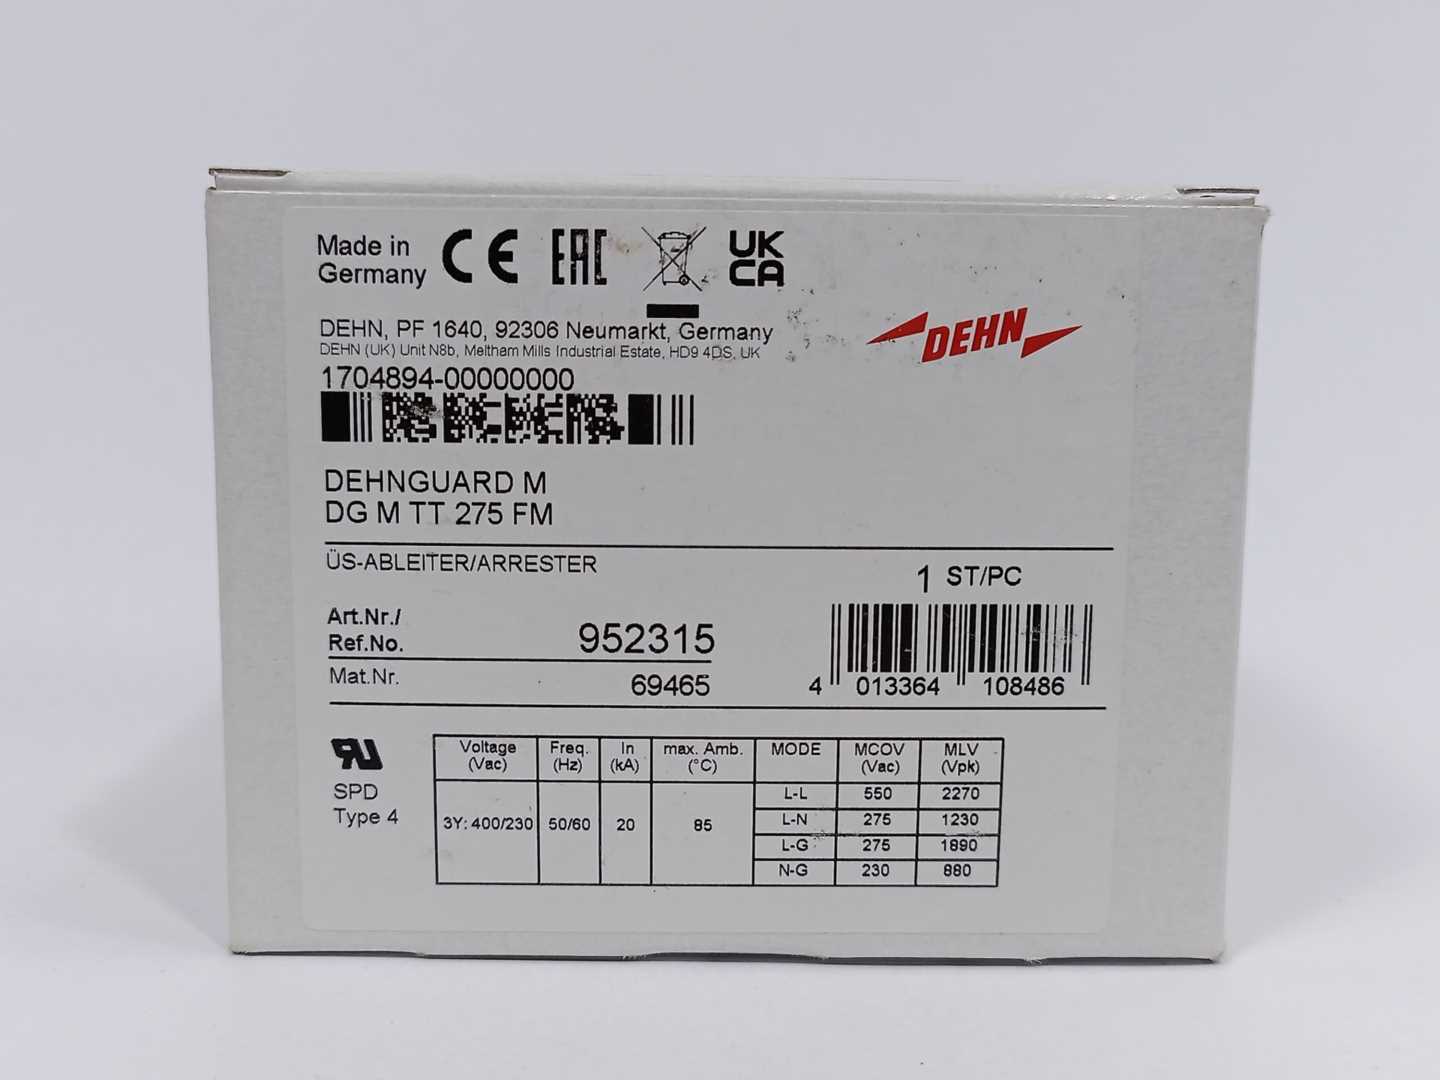 Made in
Germany
CE
EAC
UK
CA
DEHN, PF 1640, 92306 Neumarkt, Germany
DEHN (UK) Unit N8b, Meltham Mills Industrial Estate, HD9 4DS, UK
DEHN
1704894-00000000
DEHNGUARD M
DG M TT 275 FM
ÜS-ABLEITER/ARRESTER
1 ST/PC
Art.Nr./
Ref.No. 952315
Mat.Nr. 69465
4 013364 108486
RU
SPD
Type 4
Voltage (Vac) Freq. (Hz) In (kA) max. Amb. (°C) MODE MCOV (Vac) MLV (Vpk)
3Y: 400/230 50/60 20 85
L-L 550 2270
L-N 275 1230
L-G 275 1890
N-G 230 880